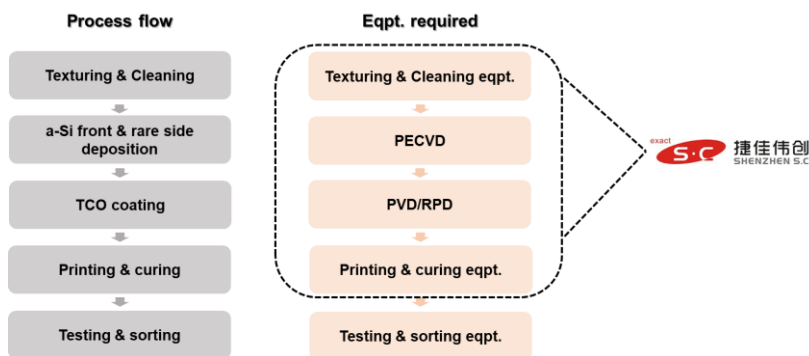 Process flow
Eqpt. required
Texturing & Cleaning
Texturing & Cleaning eqpt.
a-Si front & rare side
deposition
PECVD
exact
S·C
捷佳伟创
SHENZHEN S.C
TCO coating
PVD/RPD
Printing & curing
Printing & curing eqpt.
Testing & sorting
Testing & sorting eqpt.